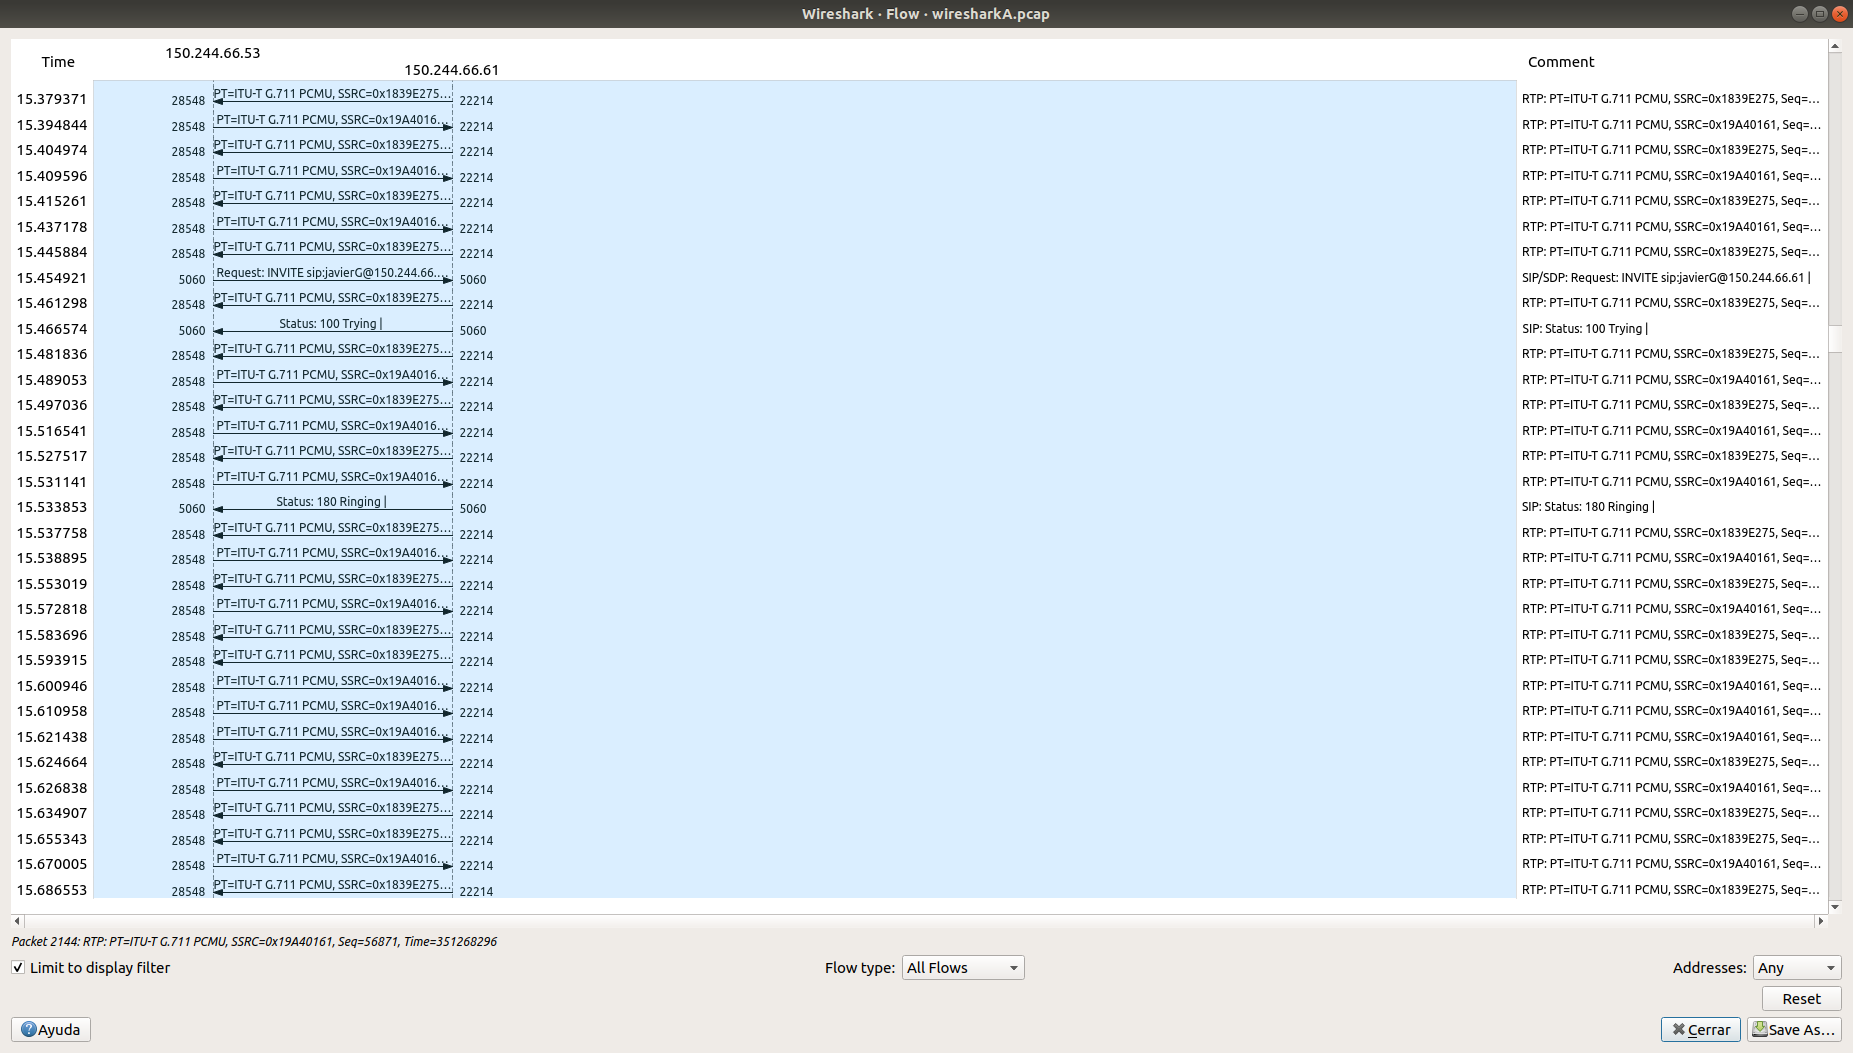 Wireshark · Flow · wiresharkA.pcap
Time 150.244.66.53 150.244.66.61 Comment
15.379371 28548 PT=ITU-T G.711 PCMU, SSRC=0x1839E275... 22214 RTP: PT=ITU-T G.711 PCMU, SSRC=0x1839E275, Seq=...
15.394844 28548 PT=ITU-T G.711 PCMU, SSRC=0x19A4016... 22214 RTP: PT=ITU-T G.711 PCMU, SSRC=0x19A40161, Seq=...
15.404974 28548 PT=ITU-T G.711 PCMU, SSRC=0x1839E275... 22214 RTP: PT=ITU-T G.711 PCMU, SSRC=0x1839E275, Seq=...
15.409596 28548 PT=ITU-T G.711 PCMU, SSRC=0x19A4016... 22214 RTP: PT=ITU-T G.711 PCMU, SSRC=0x19A40161, Seq=...
15.415261 28548 PT=ITU-T G.711 PCMU, SSRC=0x1839E275... 22214 RTP: PT=ITU-T G.711 PCMU, SSRC=0x1839E275, Seq=...
15.437178 28548 PT=ITU-T G.711 PCMU, SSRC=0x19A4016... 22214 RTP: PT=ITU-T G.711 PCMU, SSRC=0x19A40161, Seq=...
15.445884 28548 PT=ITU-T G.711 PCMU, SSRC=0x1839E275... 22214 RTP: PT=ITU-T G.711 PCMU, SSRC=0x1839E275, Seq=...
15.454921 5060 Request: INVITE sip:javierG@150.244.66.... 5060 SIP/SDP: Request: INVITE sip:javierG@150.244.66.61 |
15.461298 28548 PT=ITU-T G.711 PCMU, SSRC=0x1839E275... 22214 RTP: PT=ITU-T G.711 PCMU, SSRC=0x1839E275, Seq=...
15.466574 5060 Status: 100 Trying | 5060 SIP: Status: 100 Trying |
15.481836 28548 PT=ITU-T G.711 PCMU, SSRC=0x1839E275... 22214 RTP: PT=ITU-T G.711 PCMU, SSRC=0x1839E275, Seq=...
15.489053 28548 PT=ITU-T G.711 PCMU, SSRC=0x19A4016... 22214 RTP: PT=ITU-T G.711 PCMU, SSRC=0x19A40161, Seq=...
15.497036 28548 PT=ITU-T G.711 PCMU, SSRC=0x1839E275... 22214 RTP: PT=ITU-T G.711 PCMU, SSRC=0x1839E275, Seq=...
15.516541 28548 PT=ITU-T G.711 PCMU, SSRC=0x19A4016... 22214 RTP: PT=ITU-T G.711 PCMU, SSRC=0x19A40161, Seq=...
15.527517 28548 PT=ITU-T G.711 PCMU, SSRC=0x1839E275... 22214 RTP: PT=ITU-T G.711 PCMU, SSRC=0x1839E275, Seq=...
15.531141 28548 PT=ITU-T G.711 PCMU, SSRC=0x19A4016... 22214 RTP: PT=ITU-T G.711 PCMU, SSRC=0x19A40161, Seq=...
15.533853 5060 Status: 180 Ringing | 5060 SIP: Status: 180 Ringing |
15.537758 28548 PT=ITU-T G.711 PCMU, SSRC=0x1839E275... 22214 RTP: PT=ITU-T G.711 PCMU, SSRC=0x1839E275, Seq=...
15.538895 28548 PT=ITU-T G.711 PCMU, SSRC=0x19A4016... 22214 RTP: PT=ITU-T G.711 PCMU, SSRC=0x19A40161, Seq=...
15.553019 28548 PT=ITU-T G.711 PCMU, SSRC=0x1839E275... 22214 RTP: PT=ITU-T G.711 PCMU, SSRC=0x1839E275, Seq=...
15.572818 28548 PT=ITU-T G.711 PCMU, SSRC=0x19A4016... 22214 RTP: PT=ITU-T G.711 PCMU, SSRC=0x19A40161, Seq=...
15.583696 28548 PT=ITU-T G.711 PCMU, SSRC=0x1839E275... 22214 RTP: PT=ITU-T G.711 PCMU, SSRC=0x1839E275, Seq=...
15.593915 28548 PT=ITU-T G.711 PCMU, SSRC=0x1839E275... 22214 RTP: PT=ITU-T G.711 PCMU, SSRC=0x1839E275, Seq=...
15.600946 28548 PT=ITU-T G.711 PCMU, SSRC=0x19A4016... 22214 RTP: PT=ITU-T G.711 PCMU, SSRC=0x19A40161, Seq=...
15.610958 28548 PT=ITU-T G.711 PCMU, SSRC=0x19A4016... 22214 RTP: PT=ITU-T G.711 PCMU, SSRC=0x19A40161, Seq=...
15.621438 28548 PT=ITU-T G.711 PCMU, SSRC=0x19A4016... 22214 RTP: PT=ITU-T G.711 PCMU, SSRC=0x19A40161, Seq=...
15.624664 28548 PT=ITU-T G.711 PCMU, SSRC=0x1839E275... 22214 RTP: PT=ITU-T G.711 PCMU, SSRC=0x1839E275, Seq=...
15.626838 28548 PT=ITU-T G.711 PCMU, SSRC=0x19A4016... 22214 RTP: PT=ITU-T G.711 PCMU, SSRC=0x19A40161, Seq=...
15.634907 28548 PT=ITU-T G.711 PCMU, SSRC=0x1839E275... 22214 RTP: PT=ITU-T G.711 PCMU, SSRC=0x1839E275, Seq=...
15.655343 28548 PT=ITU-T G.711 PCMU, SSRC=0x1839E275... 22214 RTP: PT=ITU-T G.711 PCMU, SSRC=0x1839E275, Seq=...
15.670005 28548 PT=ITU-T G.711 PCMU, SSRC=0x19A4016... 22214 RTP: PT=ITU-T G.711 PCMU, SSRC=0x19A40161, Seq=...
15.686553 28548 PT=ITU-T G.711 PCMU, SSRC=0x1839E275... 22214 RTP: PT=ITU-T G.711 PCMU, SSRC=0x1839E275, Seq=...
Packet 2144: RTP: PT=ITU-T G.711 PCMU, SSRC=0x19A40161, Seq=56871, Time=351268296
Limit to display filter Flow type: All Flows Addresses: Any
Reset
Ayuda Cerrar Save As...